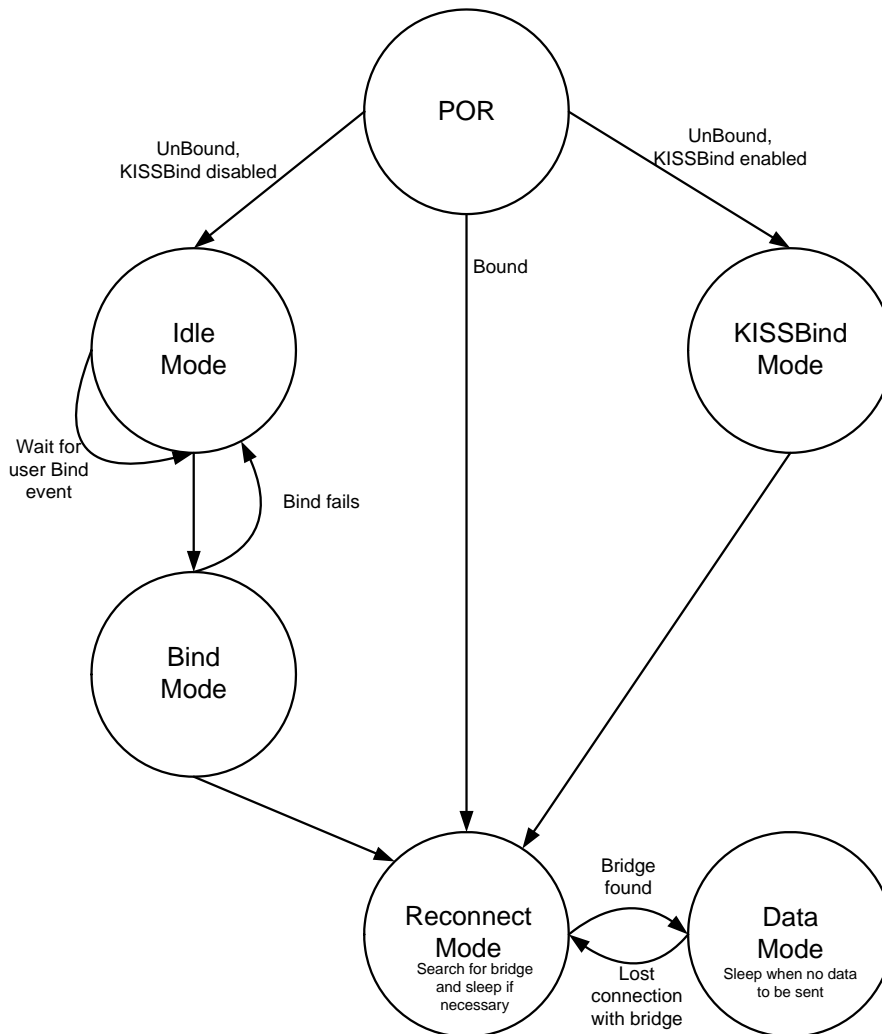 POR
UnBound,
KISSBind disabled
UnBound,
KISSBind enabled
Bound
Idle
Mode
KISSBind
Mode
Wait for
user Bind
event
Bind fails
Bind
Mode
Bridge
found
Reconnect
Mode
Search for bridge
and sleep if
necessary
Data
Mode
Sleep when no data
to be sent
Lost
connection
with bridge